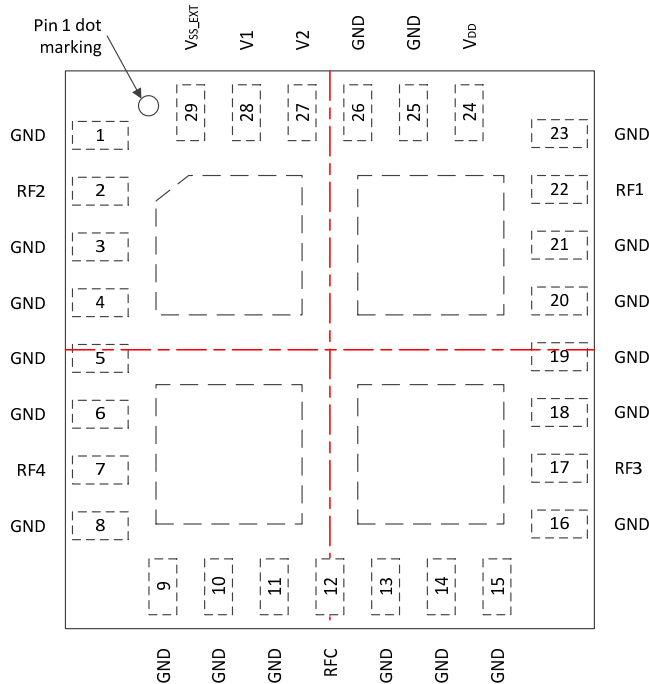 Pin 1 dot
marking
VSS_EXT V1 V2 GND GND VDD
29 28 27 26 25 24
GND 1 23 GND
RF2 2 22 RF1
GND 3 21 GND
GND 4 20 GND
GND 5 19 GND
GND 6 18 GND
RF4 7 17 RF3
GND 8 16 GND
9 10 11 12 13 14 15
GND GND GND RFC GND GND GND